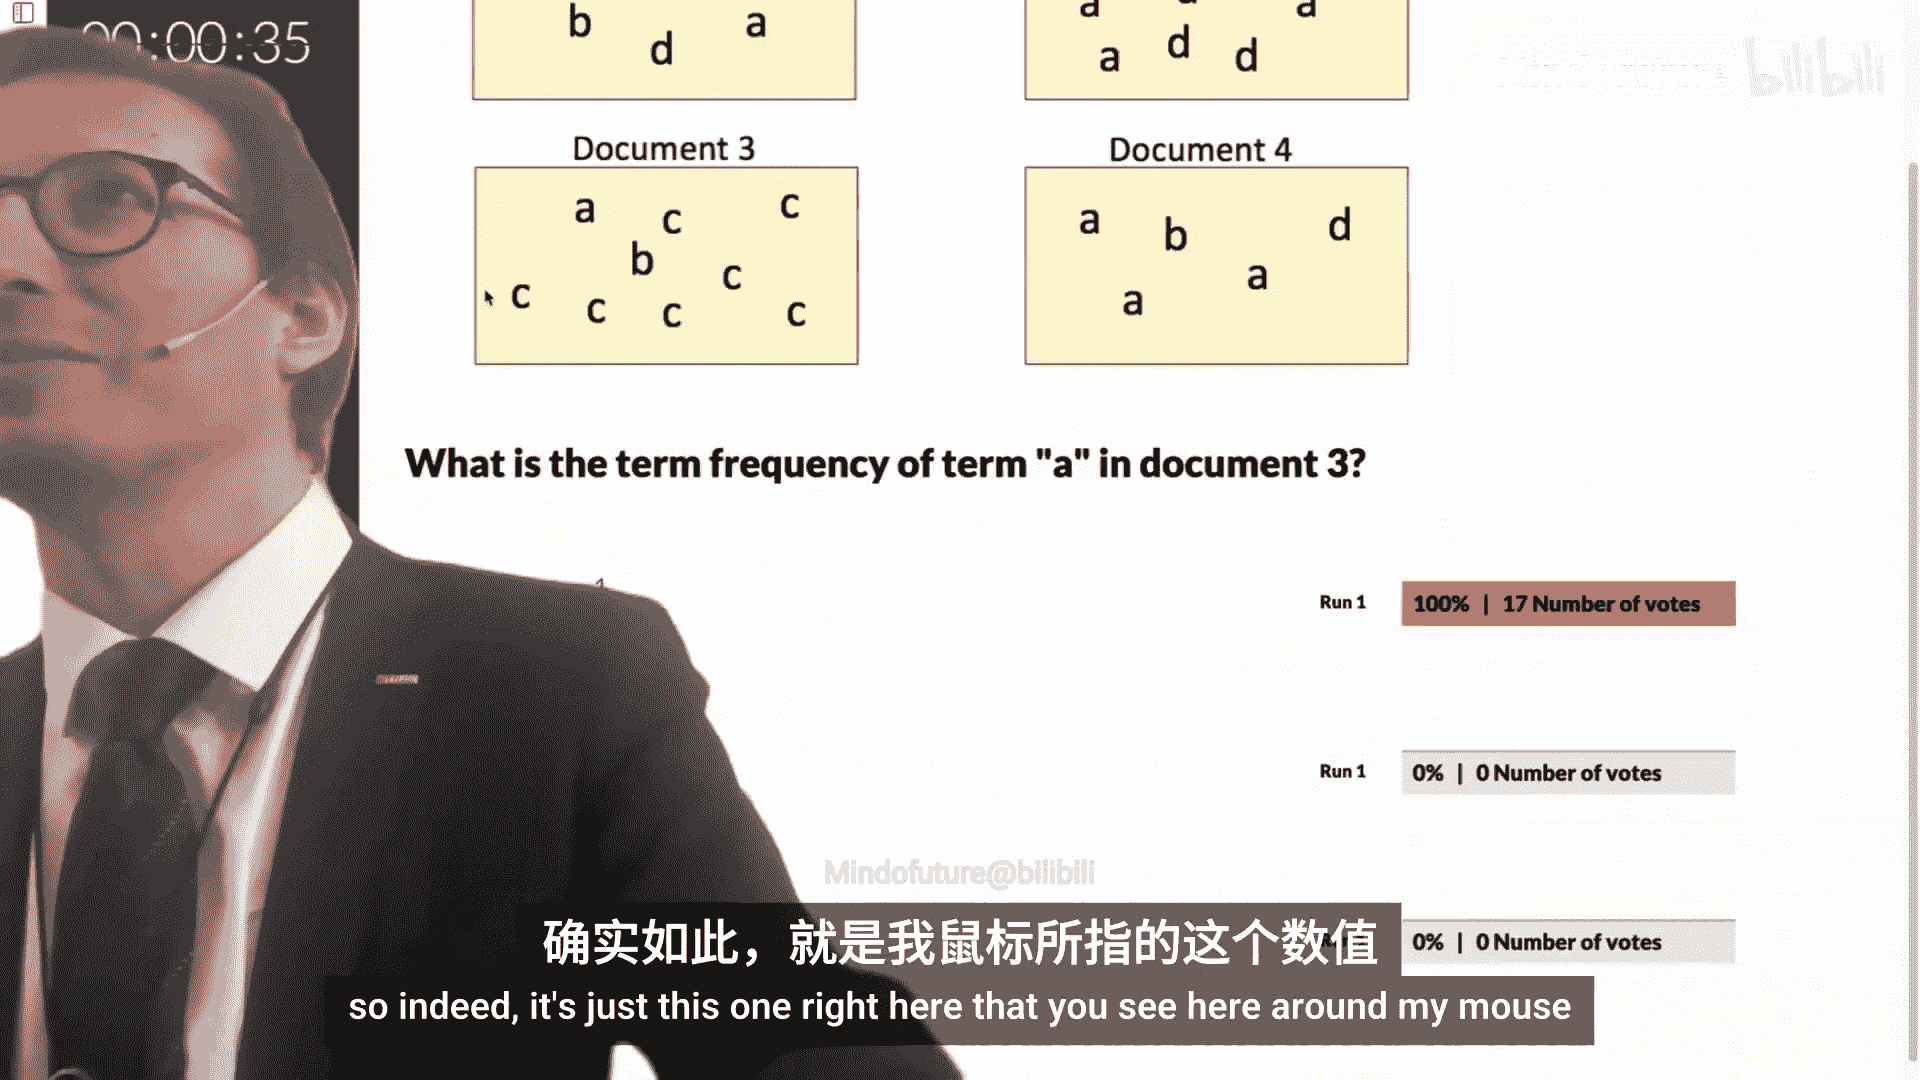 00:00:35
b
d
a
a
a
a
d
d
bilibili
Document 3
a
c
c
b
c
c
c
c
c
Document 4
a
b
d
a
a
What is the term frequency of term "a" in document 3?
Run 1
100% | 17 Number of votes
Run 1
0% | 0 Number of votes
0% | 0 Number of votes
Mindofuture@bilibili
确实如此，就是我鼠标所指的这个数值
so indeed, it's just this one right here that you see here around my mouse